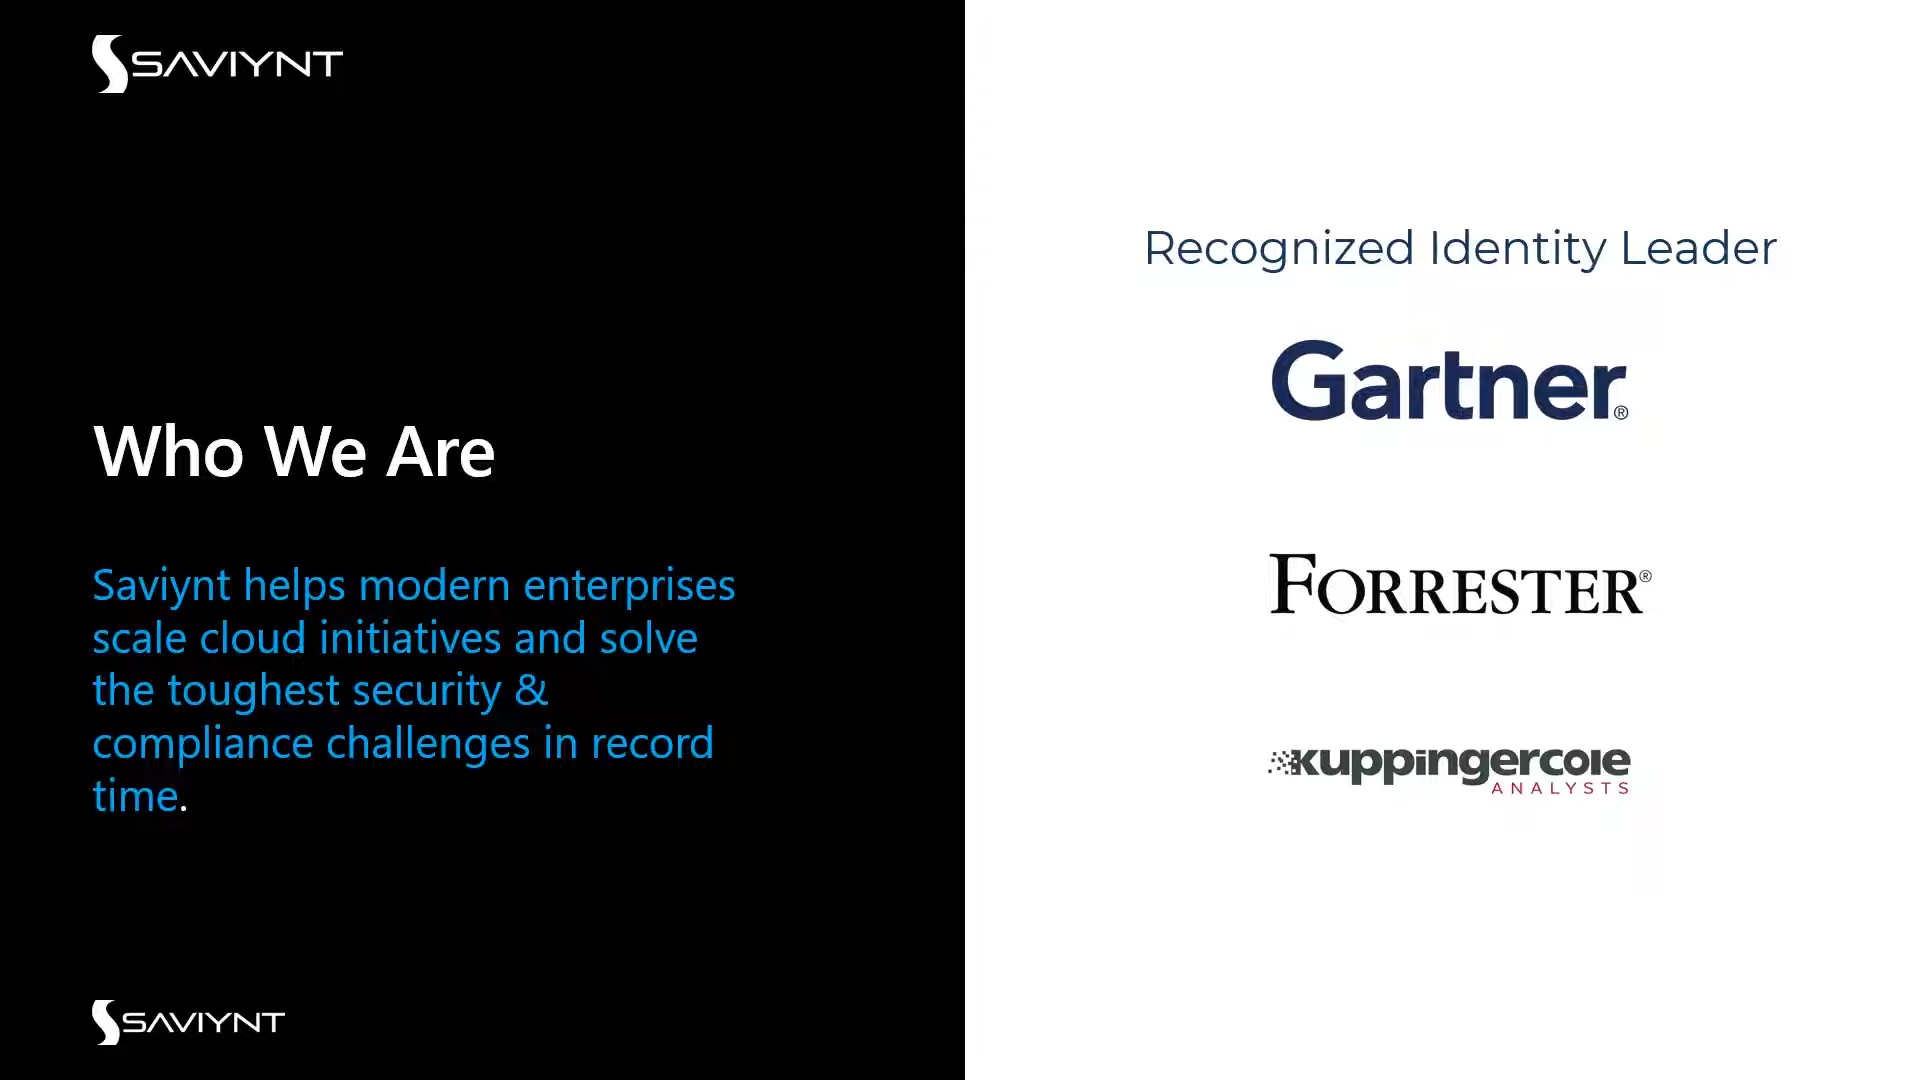 SAVIYNT
Who We Are
Saviynt helps modern enterprises
scale cloud initiatives and solve
the toughest security &
compliance challenges in record
time.
SAVIYNT
Recognized Identity Leader
Gartner®
FORRESTER®
kuppingercole
ANALYSTS